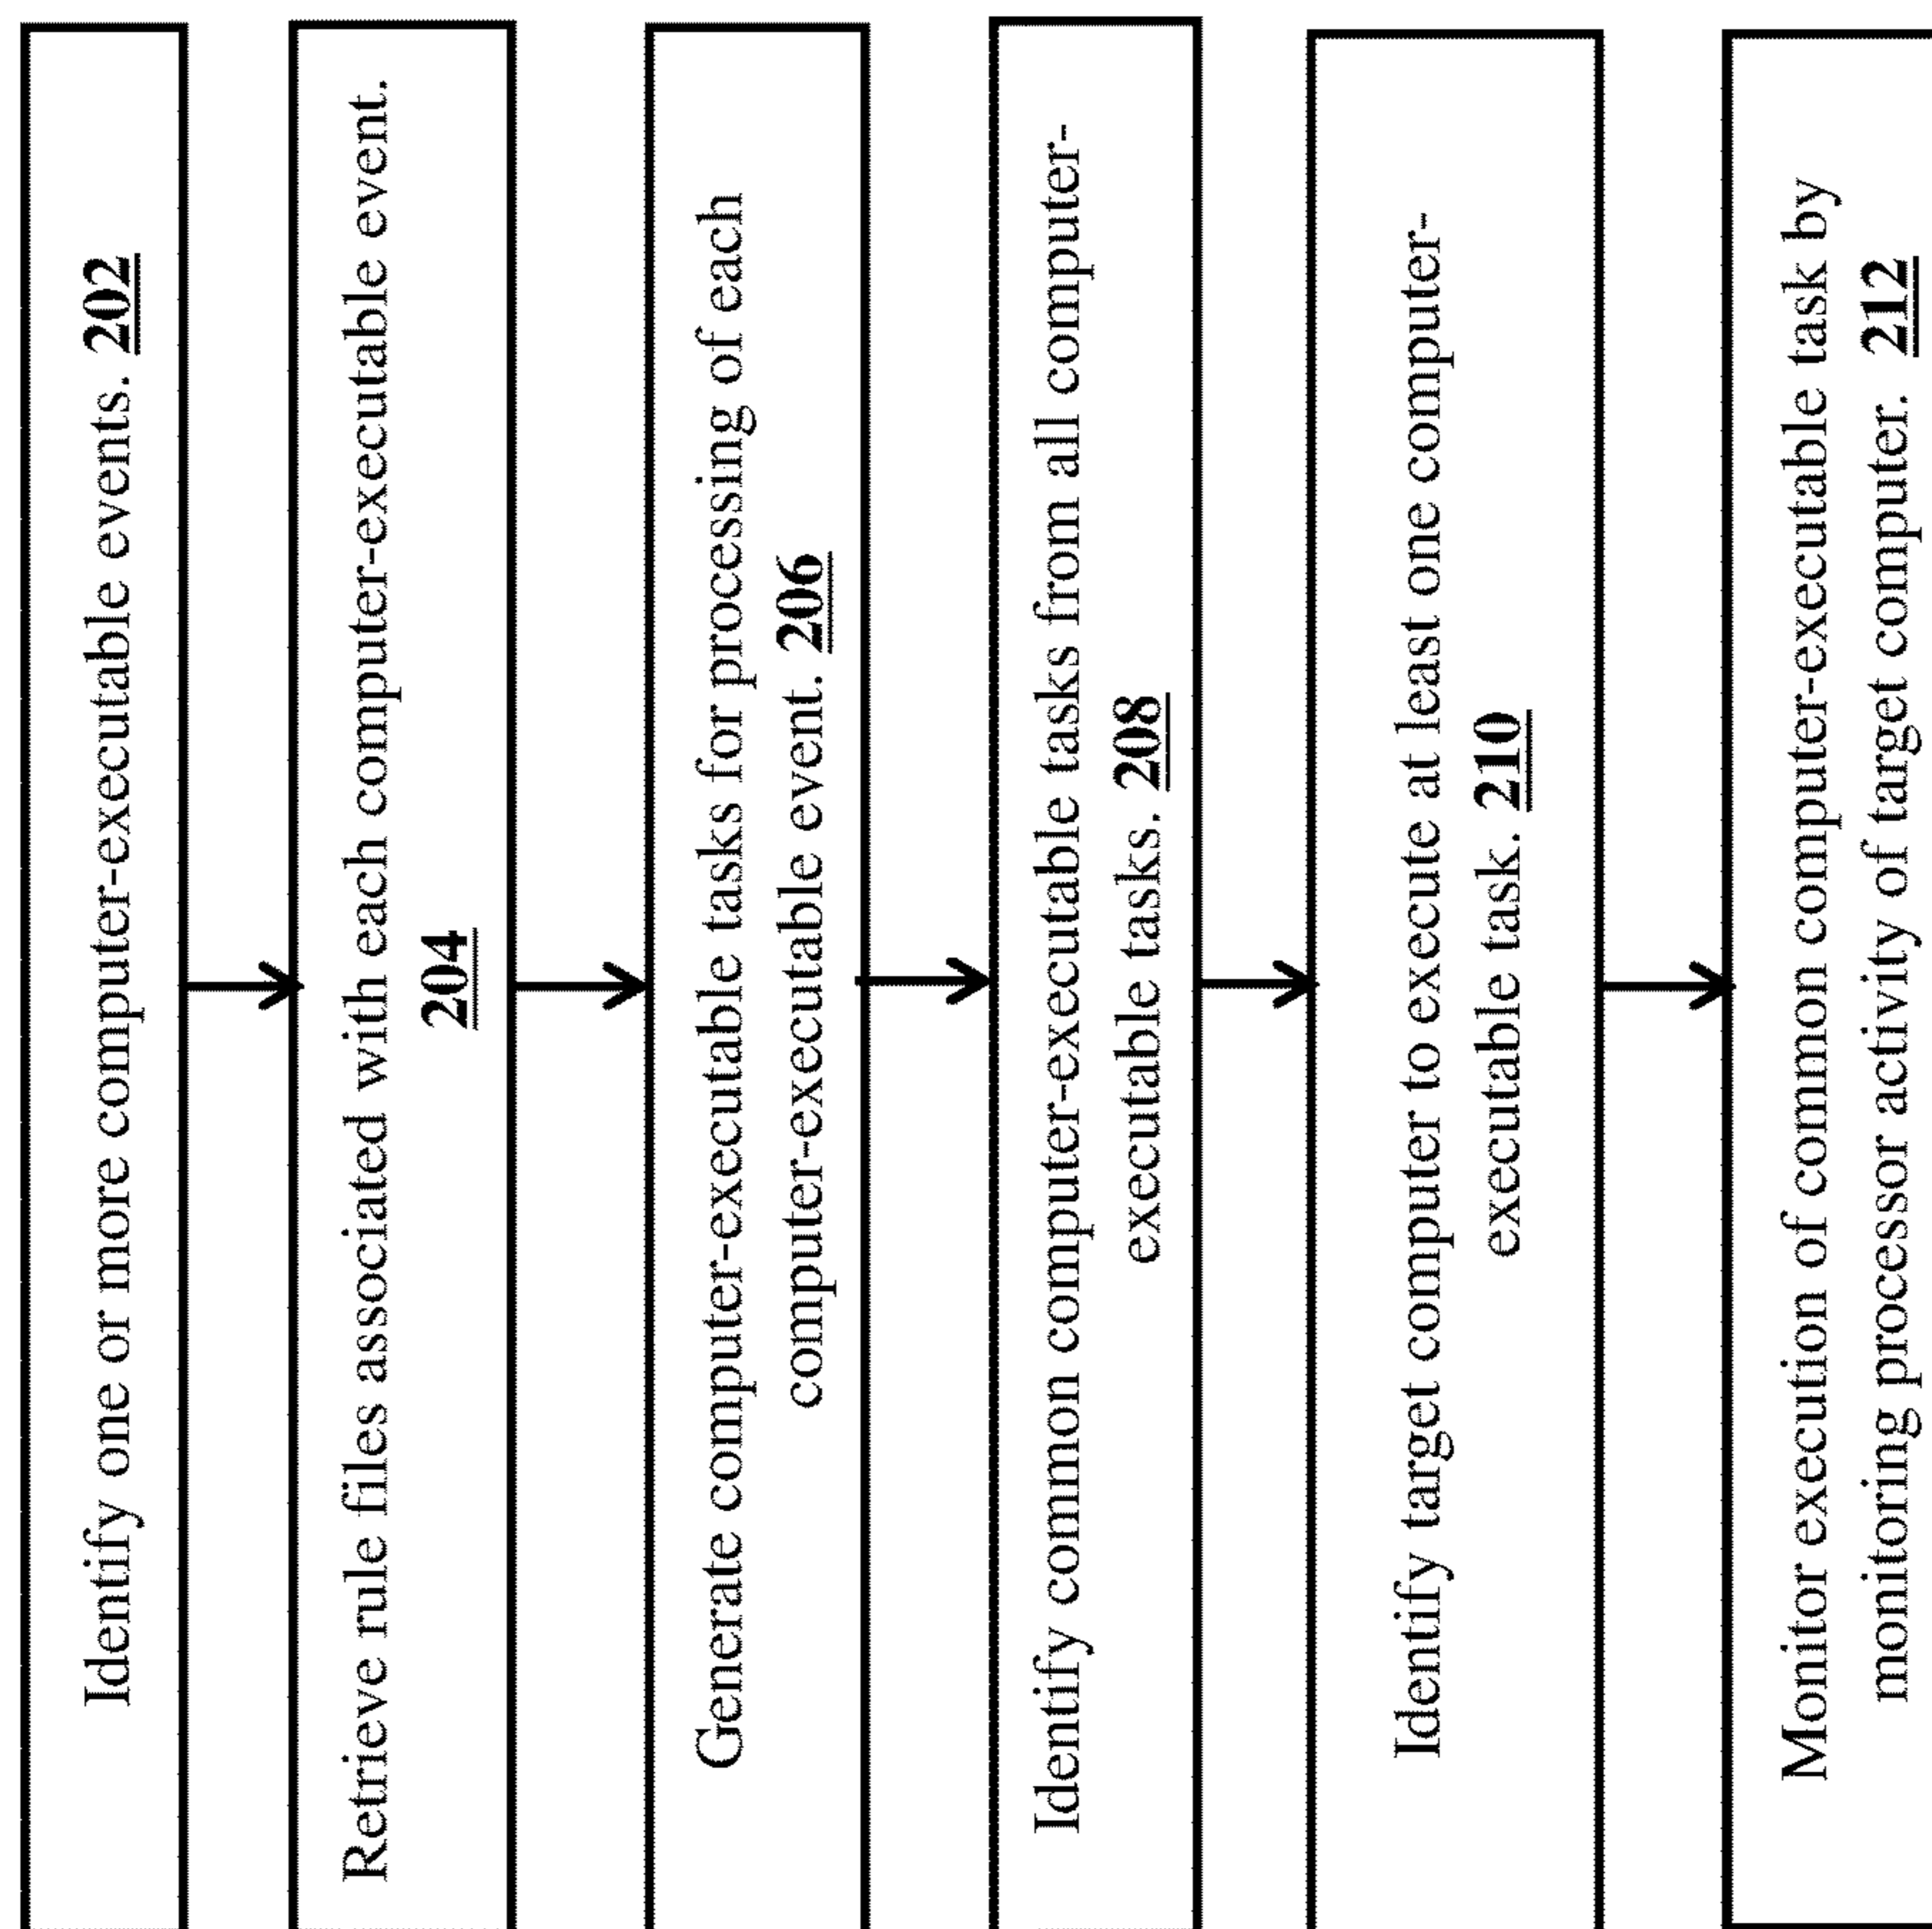 Identify one or more computer-executable events. 202
Retrieve rule files associated with each computer-executable event.
204
Generate computer-executable tasks for processing of each
computer-executable event. 206
Identify common computer-executable tasks from all computer-
executable tasks. 208
Identify target computer to execute at least one computer-
executable task. 210
Monitor execution of common computer-executable task by
monitoring processor activity of target computer. 212